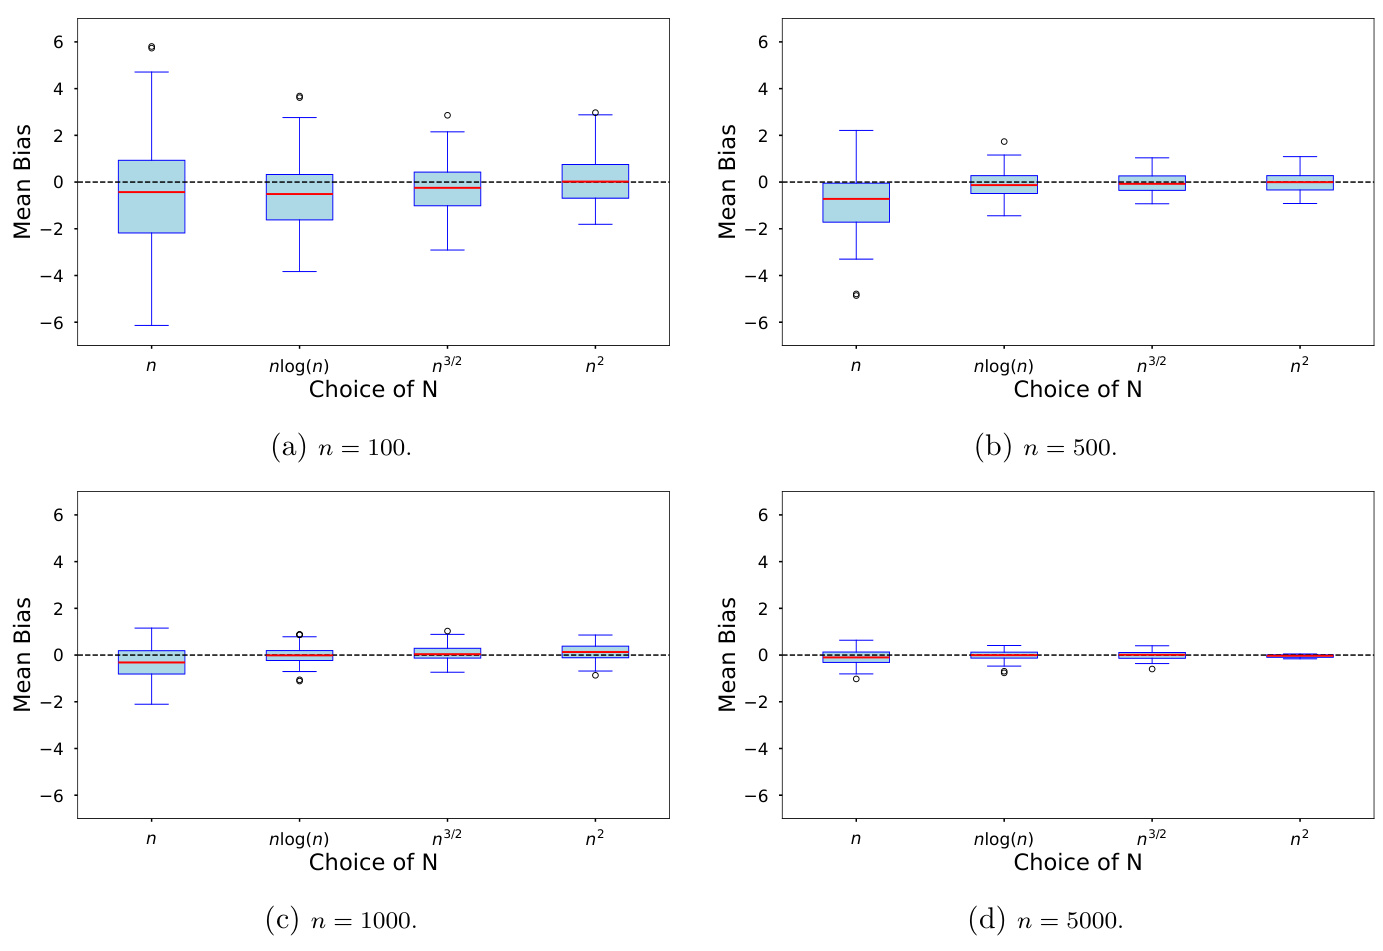 6
4
2
0
−2
−4
−6
Mean Bias
n
nlog(n)
n^{3/2}
n^2
Choice of N
(a) n = 100.
6
4
2
0
−2
−4
−6
Mean Bias
n
nlog(n)
n^{3/2}
n^2
Choice of N
(b) n = 500.
6
4
2
0
−2
−4
−6
Mean Bias
n
nlog(n)
n^{3/2}
n^2
Choice of N
(c) n = 1000.
6
4
2
0
−2
−4
−6
Mean Bias
n
nlog(n)
n^{3/2}
n^2
Choice of N
(d) n = 5000.